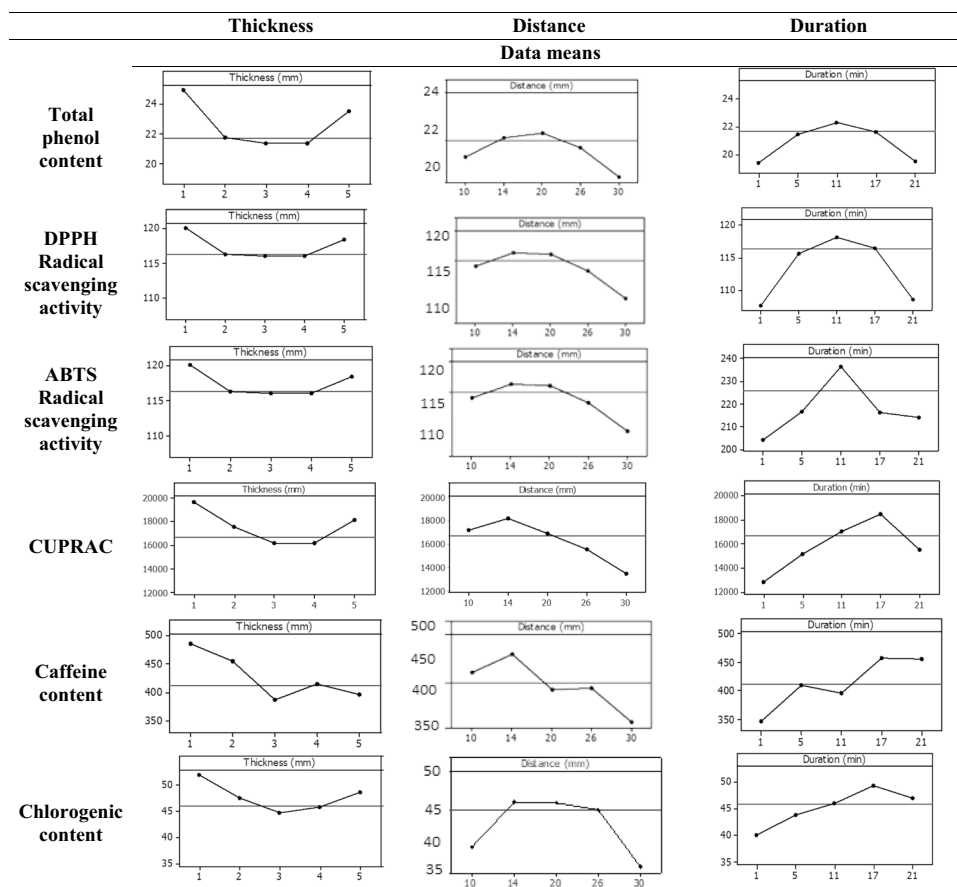 Thickness Distance Duration
Data means
Total
phenol
content
Thickness (mm)
24
22
20
1 2 3 4 5
Distance (mm)
24
22
20
10 14 20 26 30
Duration (min)
24
22
20
1 5 11 17 21
DPPH
Radical
scavenging
activity
Thickness (mm)
120
115
110
1 2 3 4 5
Distance (mm)
120
115
110
10 14 20 26 30
Duration (min)
120
115
110
1 5 11 17 21
ABTS
Radical
scavenging
activity
Thickness (mm)
120
115
110
1 2 3 4 5
Distance (mm)
120
115
110
10 14 20 26 30
Duration (min)
240
230
220
210
200
1 5 11 17 21
CUPRAC
Thickness (mm)
20000
18000
16000
14000
12000
1 2 3 4 5
Distance (mm)
20000
18000
16000
14000
12000
10 14 20 26 30
Duration (min)
20000
18000
16000
14000
12000
1 5 11 17 21
Caffeine
content
Thickness (mm)
500
450
400
350
1 2 3 4 5
Distance (mm)
500
450
400
350
10 14 20 26 30
Duration (min)
500
450
400
350
1 5 11 17 21
Chlorogenic
content
Thickness (mm)
50
45
40
35
1 2 3 4 5
Distance (mm)
50
45
40
35
10 14 20 26 30
Duration (min)
50
45
40
35
1 5 11 17 21